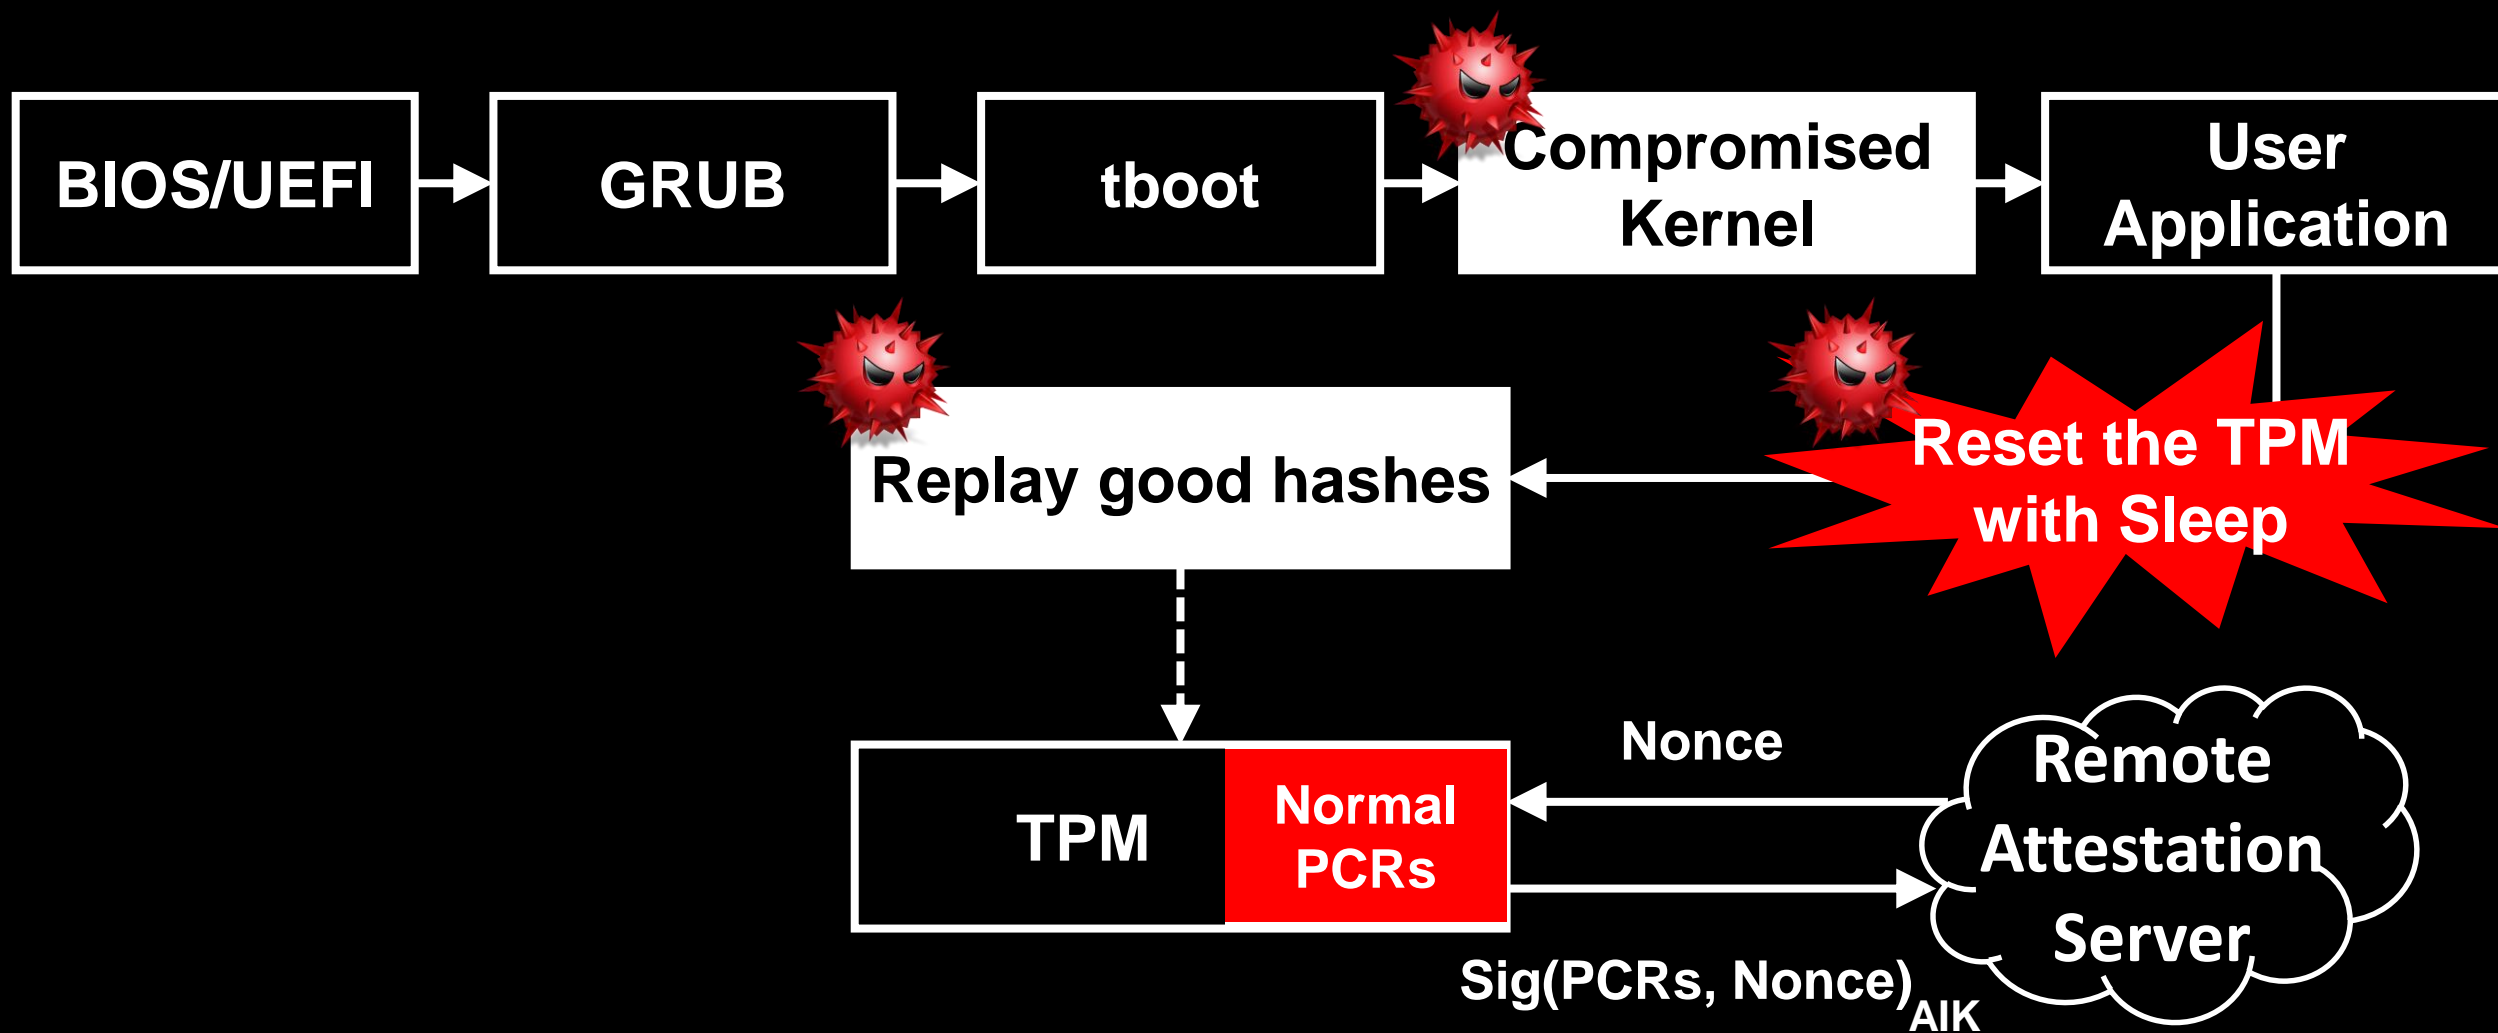 BIOS/UEFI
GRUB
tboot
Compromised
Kernel
User
Application
Replay good hashes
Reset the TPM
with Sleep
TPM
Normal
PCRs
Nonce
Sig(PCRs, Nonce)AIK
Remote
Attestation
Server